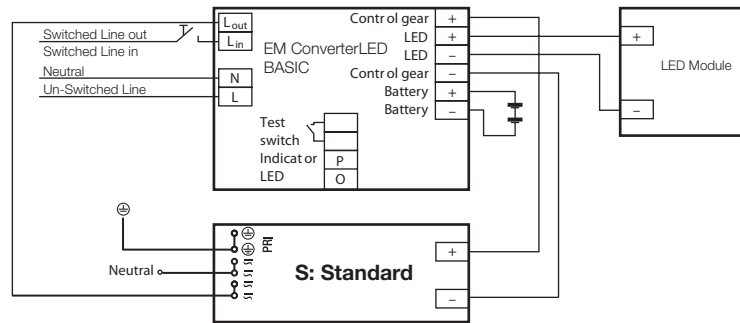 Switched Line out
Switched Line in
Neutral
Un-Switched Line
Lout
Lin
N
L
EM ConverterLED
BASIC
Control gear +
LED +
LED –
Control gear –
Battery +
Battery –
Test
switch
Indicator P
LED O
+
–
LED Module
PRI
Neutral
S: Standard
+
–